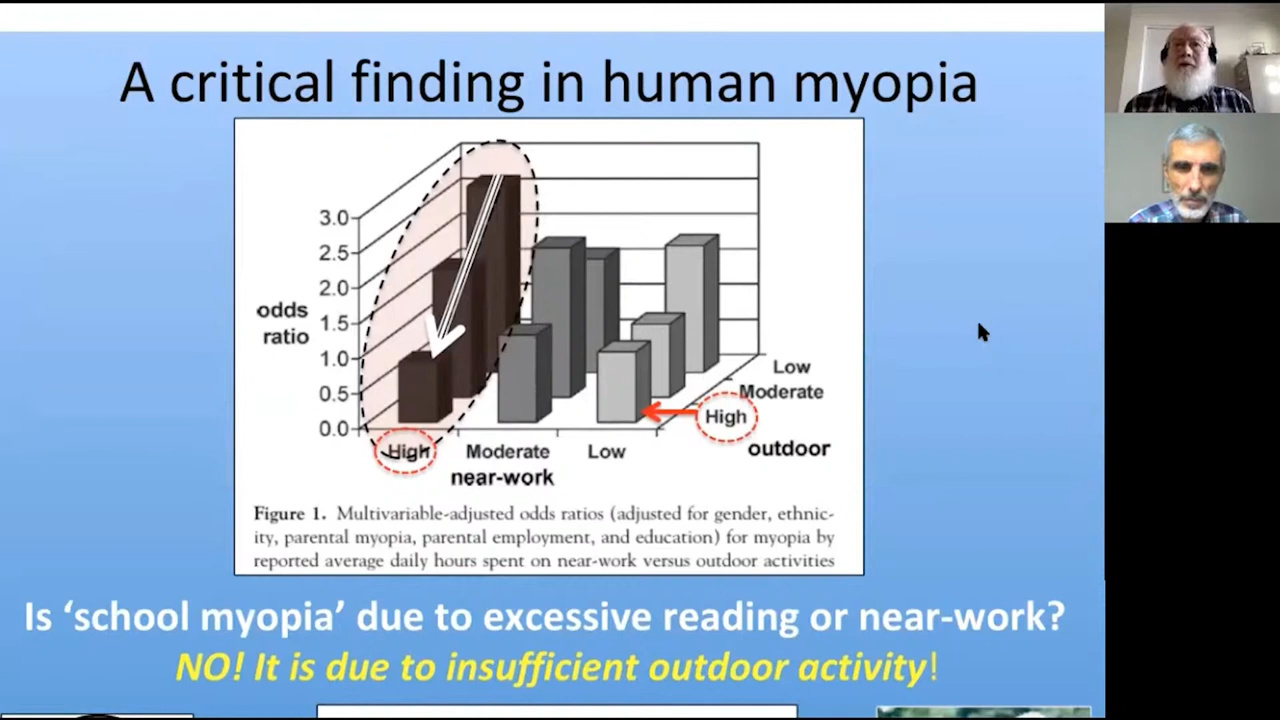 A critical finding in human myopia
3.0
2.5
2.0
1.5
1.0
0.5
0.0
odds
ratio
High
Moderate
Low
near-work
Low
Moderate
High
outdoor
Figure 1. Multivariable-adjusted odds ratios (adjusted for gender, ethnic-
ity, parental myopia, parental employment, and education) for myopia by
reported average daily hours spent on near-work versus outdoor activities
Is ‘school myopia’ due to excessive reading or near-work?
NO! It is due to insufficient outdoor activity!